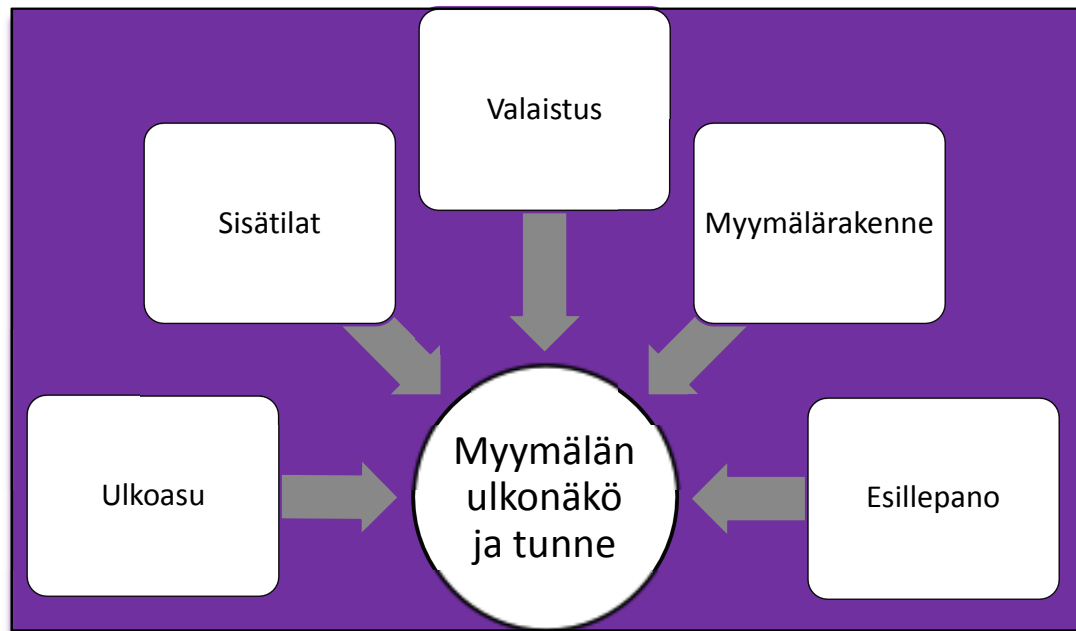 Valaistus
Sisätilat
Myymälärakenne
Ulkoasu
Myymälän
ulkonäkö
ja tunne
Esillepano